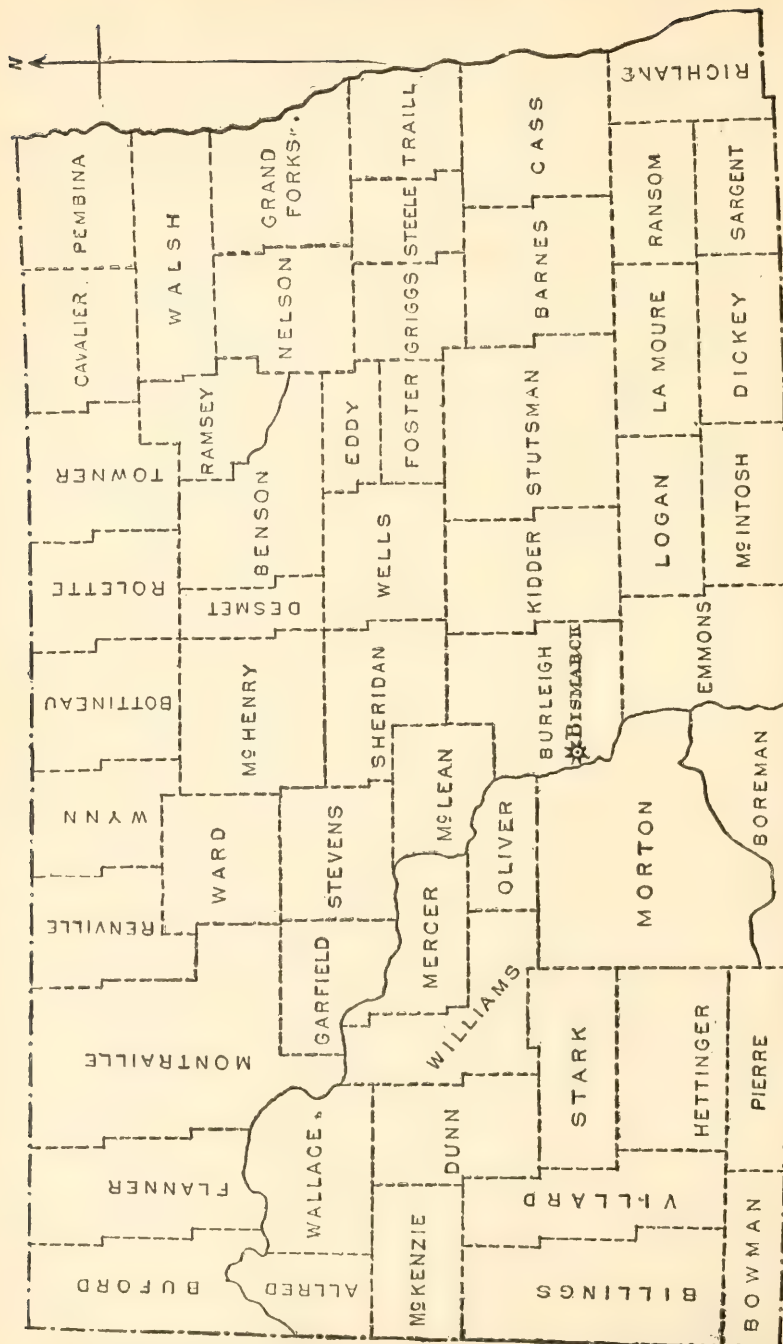 N
PEMBINA
CAVALIER
TOWNER
ROLETTE
BOTTINEAU
WYNN
RENVILLE
MONTRAILLE
FLANNER
BUFORD
WALSH
RAMSEY
GRAND
FORKS
NELSON
BENSON
DESMET
McHENRY
WARD
STEVENS
GARFIELD
WALLACE
ALLRED
TRAILL
STEELE
GRIGGS
EDDY
FOSTER
WELLS
SHERIDAN
McLEAN
MERCER
WILLIAMS
DUNN
McKENZIE
CASS
BARNES
STUTSMAN
KIDDER
BURLEIGH
BISMARCK
OLIVER
MORTON
STARK
VILLARD
BILLINGS
RICHLANE
RANSOM
SARGENT
LA MOURE
DICKEY
LOGAN
McINTOSH
EMMONS
BOREMAN
HETTINGER
PIERRE
BOWMAN